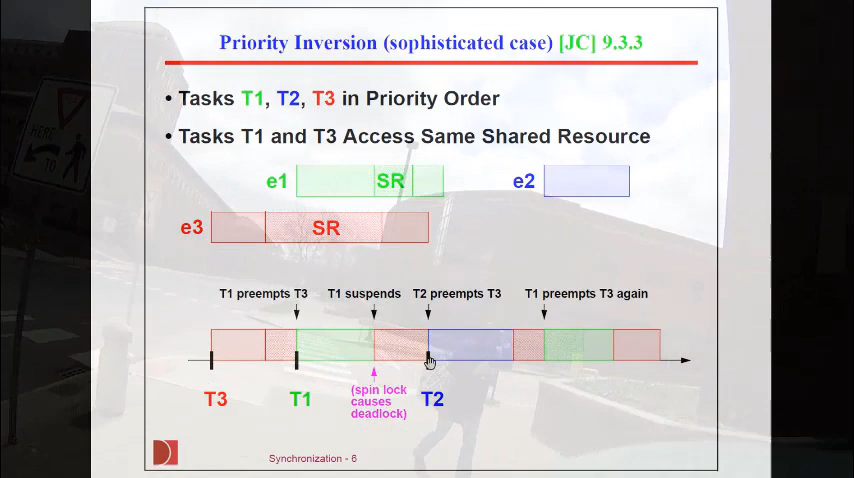 Priority Inversion (sophisticated case) [JC] 9.3.3
• Tasks T1, T2, T3 in Priority Order
• Tasks T1 and T3 Access Same Shared Resource
e1 SR e2
e3 SR
T1 preempts T3 T1 suspends T2 preempts T3 T1 preempts T3 again
T3 T1 (spin lock causes deadlock) T2
Synchronization - 6
HERE
TO